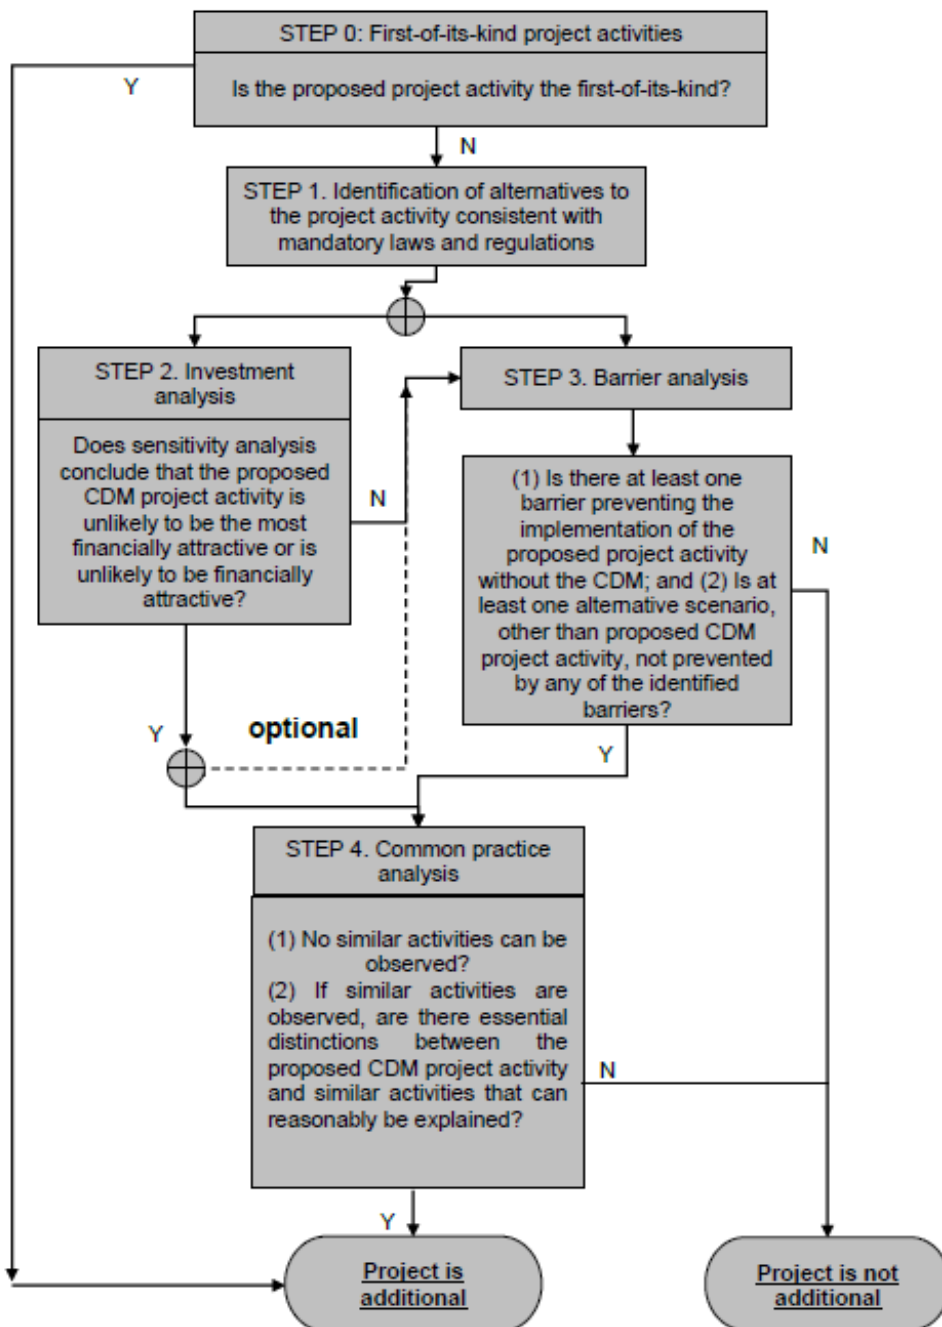 STEP 0: First-of-its-kind project activities
Y
Is the proposed project activity the first-of-its-kind?
N
STEP 1. Identification of alternatives to
the project activity consistent with
mandatory laws and regulations
STEP 2. Investment
analysis
Does sensitivity analysis
conclude that the proposed
CDM project activity is
unlikely to be the most
financially attractive or is
unlikely to be financially
attractive?
N
STEP 3. Barrier analysis
(1) Is there at least one
barrier preventing the
implementation of the
proposed project activity
without the CDM; and (2) Is at
least one alternative scenario,
other than proposed CDM
project activity, not prevented
by any of the identified
barriers?
N
Y
optional
Y
STEP 4. Common practice
analysis
(1) No similar activities can be
observed?
(2) If similar activities are
observed, are there essential
distinctions between the
proposed CDM project activity
and similar activities that can
reasonably be explained?
N
Y
Project is
additional
Project is not
additional